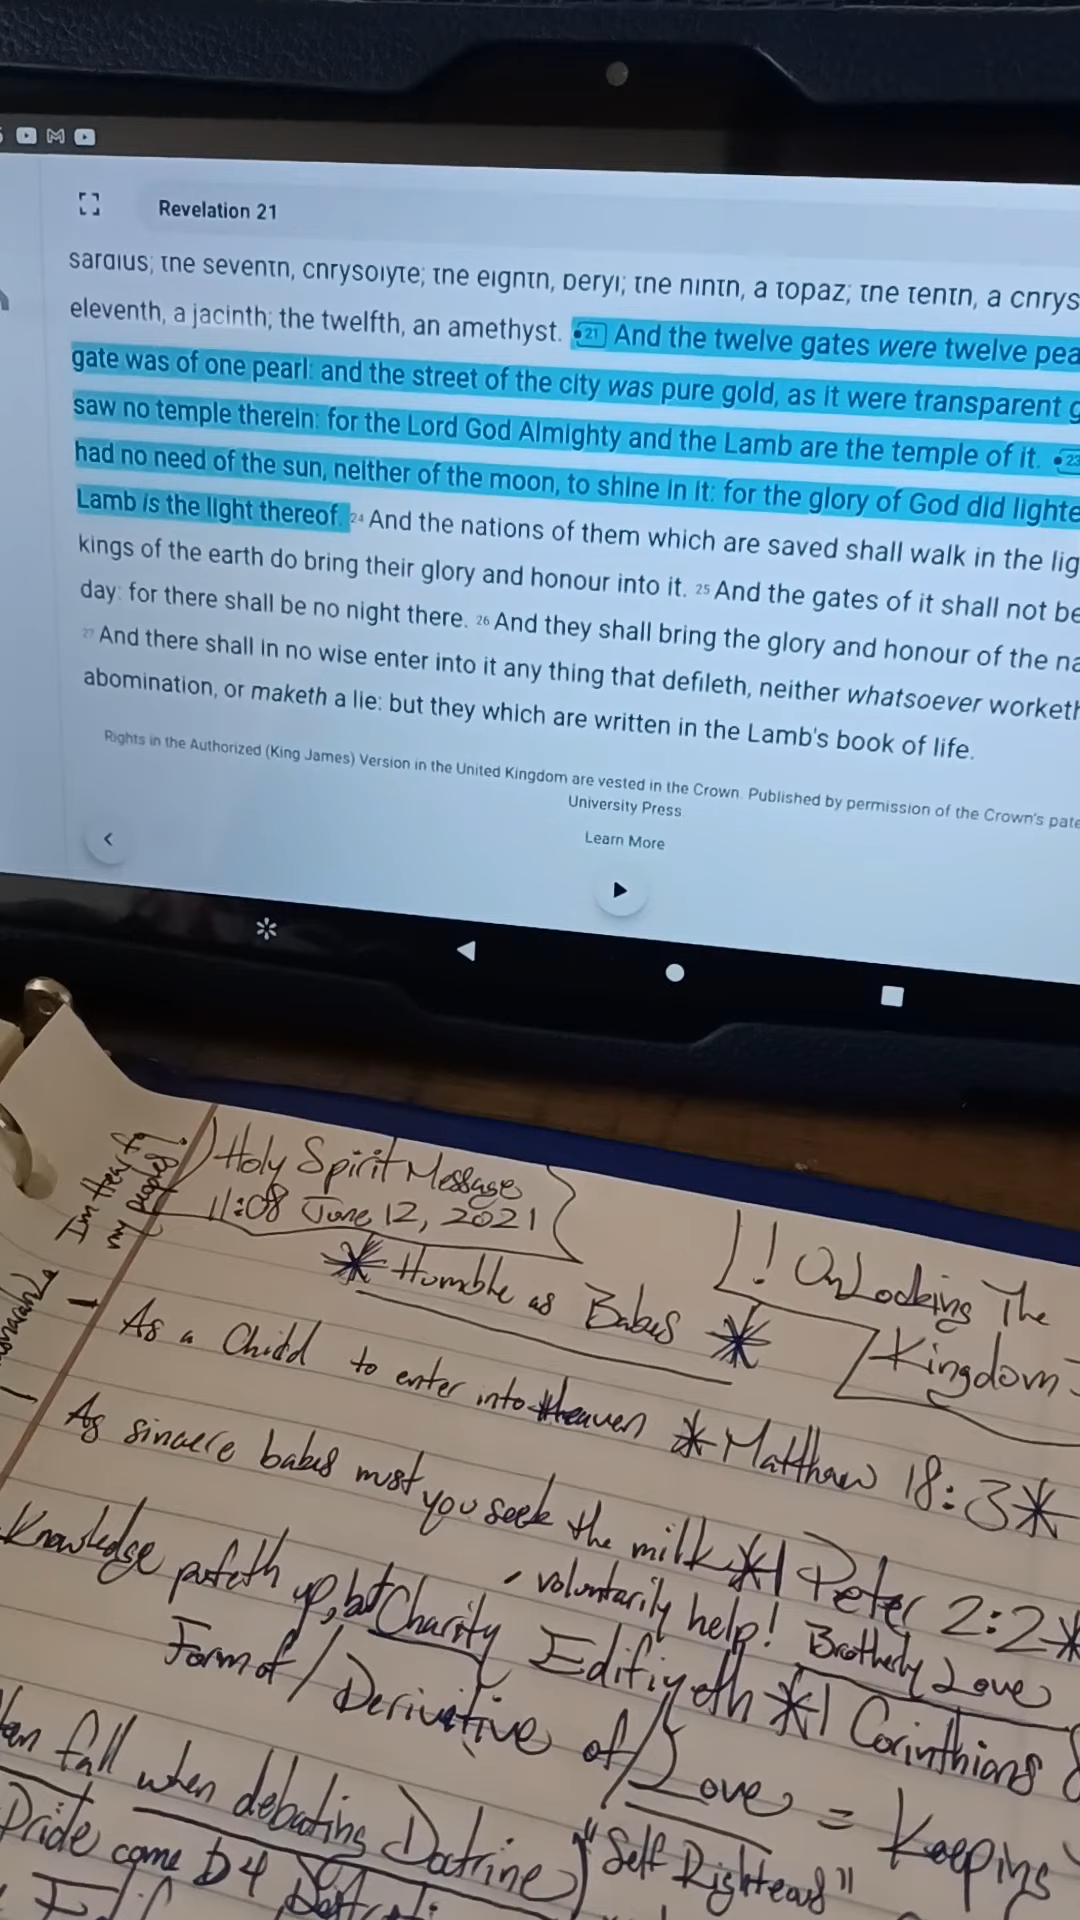 Revelation 21
sardius; the seventh, chrysolyte; the eighth, beryl; the ninth, a topaz; the tenth, a chrys
eleventh, a jacinth; the twelfth, an amethyst. 21 And the twelve gates were twelve pea
gate was of one pearl: and the street of the city was pure gold, as it were transparent g
saw no temple therein: for the Lord God Almighty and the Lamb are the temple of it. 23
had no need of the sun, neither of the moon, to shine in it: for the glory of God did lighte
Lamb is the light thereof. 24 And the nations of them which are saved shall walk in the lig
kings of the earth do bring their glory and honour into it. 25 And the gates of it shall not be
day: for there shall be no night there. 26 And they shall bring the glory and honour of the na
27 And there shall in no wise enter into it any thing that defileth, neither whatsoever worketh
abomination, or maketh a lie: but they which are written in the Lamb's book of life.
Rights in the Authorized (King James) Version in the United Kingdom are vested in the Crown. Published by permission of the Crown's pate
University Press
Learn More
my people!
Holy Spirit Message
11:08 June 12, 2021
* Humble as Babes *
! UnLocking The
Kingdom
As a Child to enter into Heaven * Matthew 18:3 *
As sincere babes must you seek the milk * 1 Peter 2:2 *
, voluntarily help! Brotherly Love
Knowledge pufeth up, but Charity Edifiyeth * 1 Corinthians
Form of / Derivitive of / Love = Keeping
fall when debating Doctrine
"Self Righteous"
Pride come B4